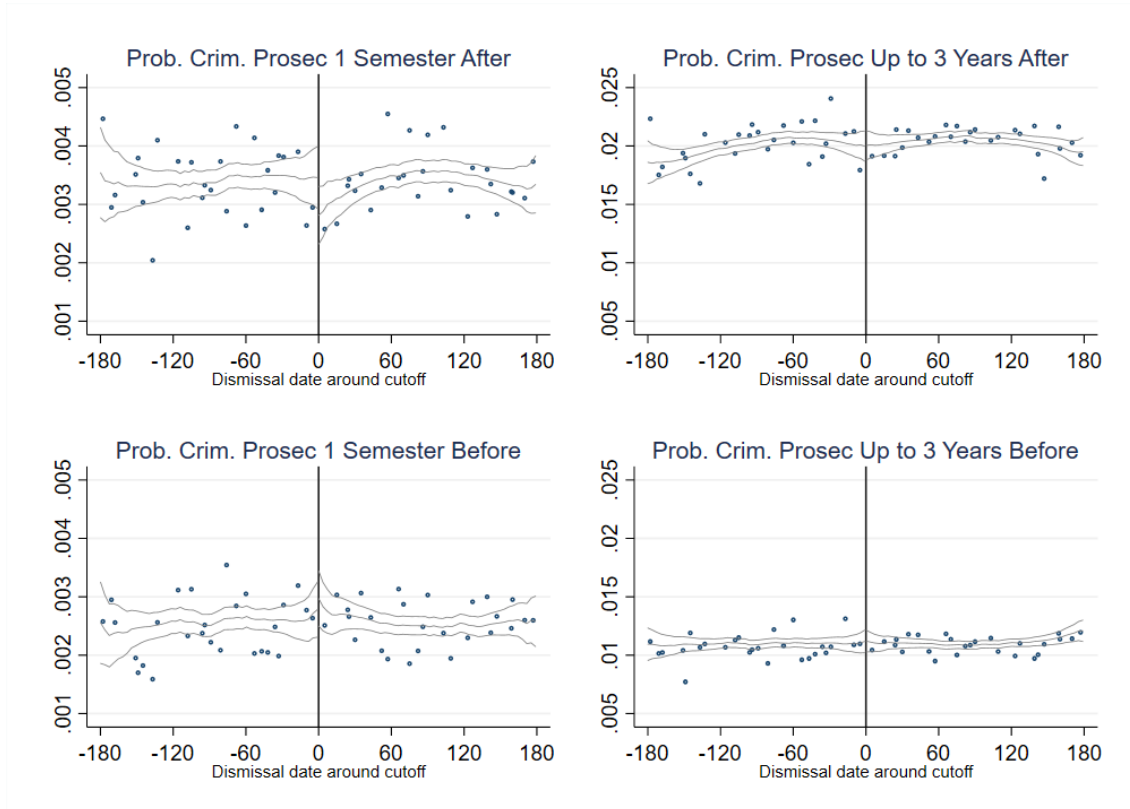 Prob. Crim. Prosec 1 Semester After
.005
.004
.003
.002
.001
-180 -120 -60 0 60 120 180
Dismissal date around cutoff
Prob. Crim. Prosec Up to 3 Years After
.025
.02
.015
.01
.005
-180 -120 -60 0 60 120 180
Dismissal date around cutoff
Prob. Crim. Prosec 1 Semester Before
.005
.004
.003
.002
.001
-180 -120 -60 0 60 120 180
Dismissal date around cutoff
Prob. Crim. Prosec Up to 3 Years Before
.025
.02
.015
.01
.005
-180 -120 -60 0 60 120 180
Dismissal date around cutoff